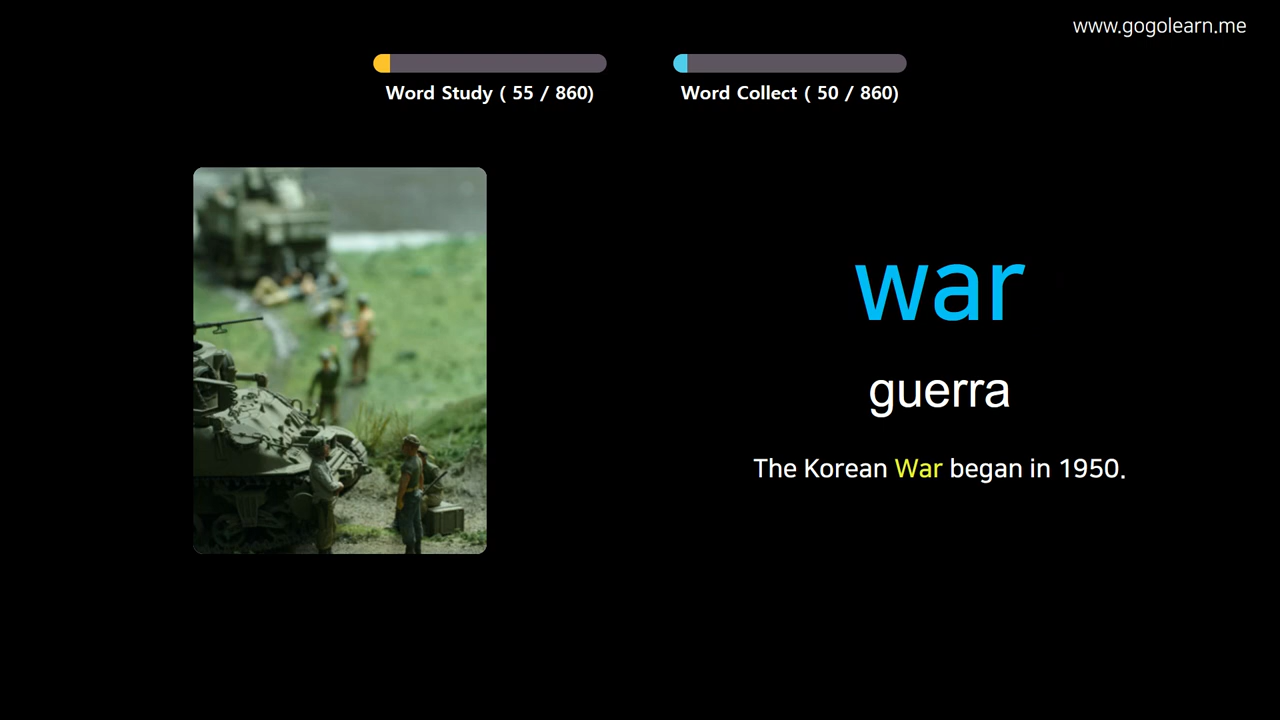 www.gogolearn.me
Word Study ( 55 / 860)
Word Collect ( 50 / 860)
war
guerra
The Korean War began in 1950.